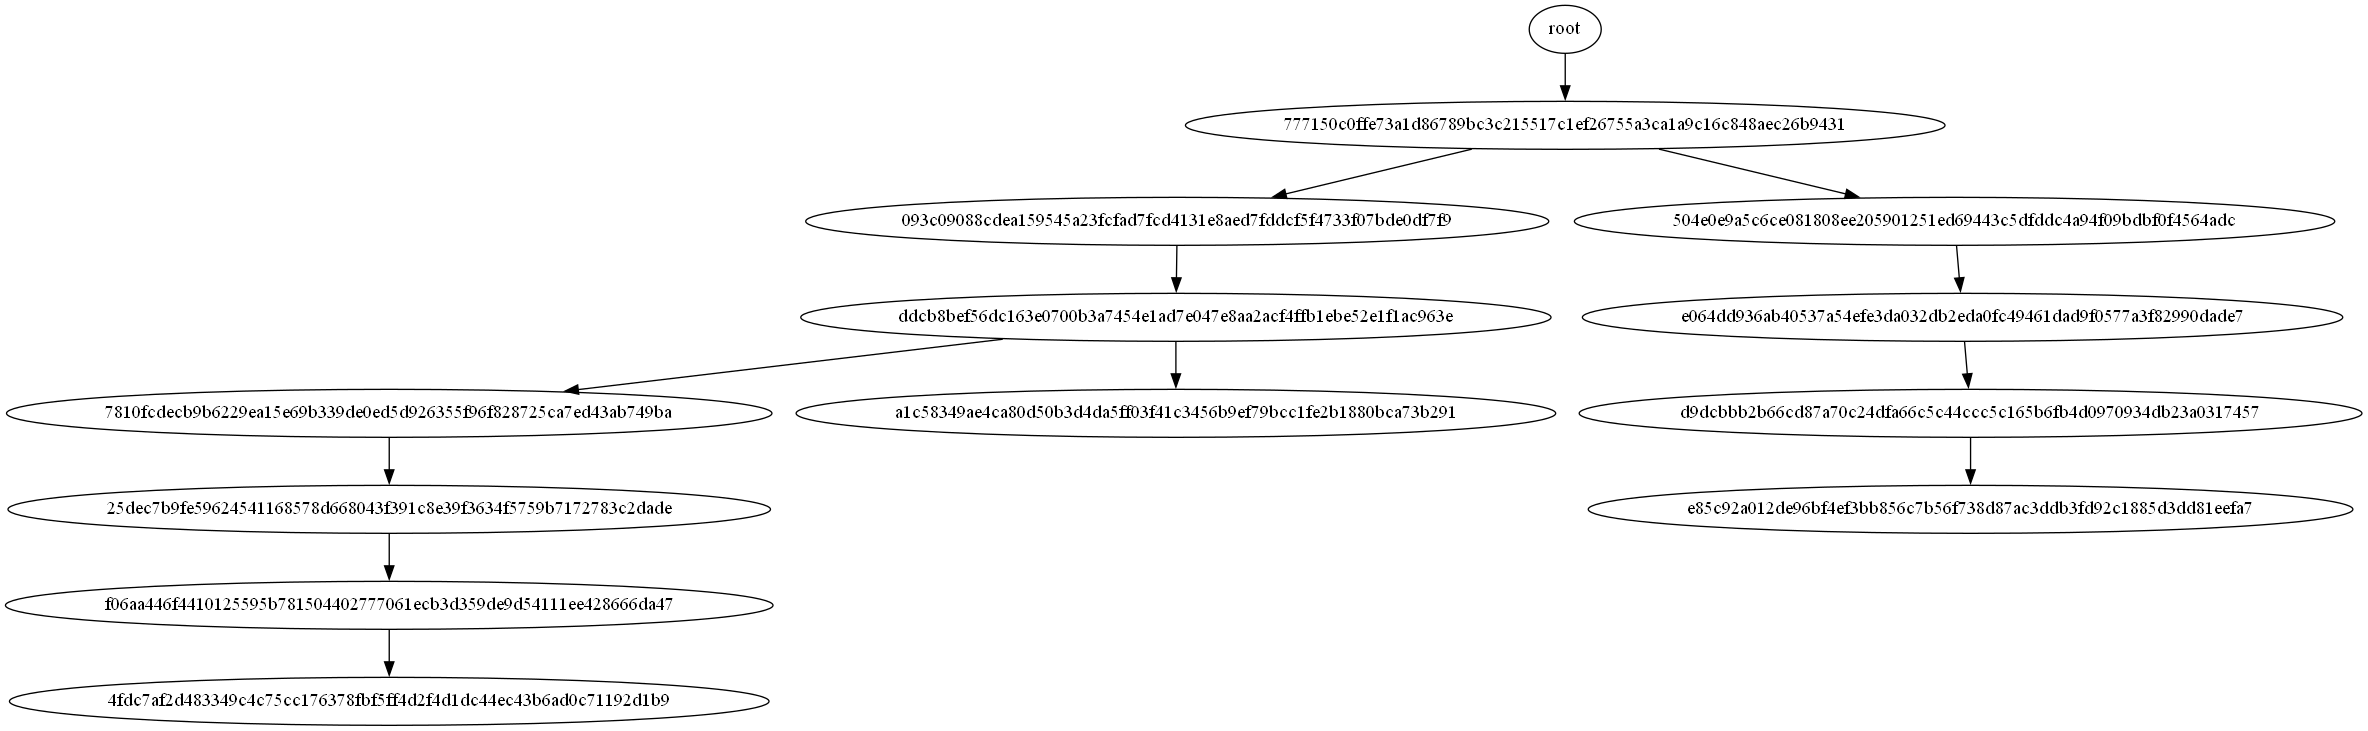 root
777150c0ffe73a1d86789bc3c215517c1ef26755a3ca1a9c16c848aec26b9431
093c09088cdea159545a23fcfad7fcd4131e8aed7fddcf5f4733f07bde0df7f9
504e0e9a5c6ce081808ee205901251ed69443c5dfddc4a94f09bdbf0f4564adc
ddcb8bef56dc163e0700b3a7454e1ad7e047e8aa2acf4ffb1ebe52e1f1ac963e
e064dd936ab40537a54efe3da032db2eda0fc49461dad9f0577a3f82990dade7
7810fcdecb9b6229ea15e69b339de0ed5d926355f96f828725ca7ed43ab749ba
a1c58349ae4ca80d50b3d4da5ff03f41c3456b9ef79bcc1fe2b1880bca73b291
d9dcbbb2b66cd87a70c24dfa66c5c44ccc5c165b6fb4d0970934db23a0317457
25dec7b9fe59624541168578d668043f391c8e39f3634f5759b7172783c2dade
e85c92a012de96bf4ef3bb856c7b56f738d87ac3ddb3fd92c1885d3dd81eefa7
f06aa446f4410125595b781504402777061ecb3d359de9d54111ee428666da47
4fdc7af2d483349c4c75cc176378fbf5ff4d2f4d1dc44ec43b6ad0c71192d1b9